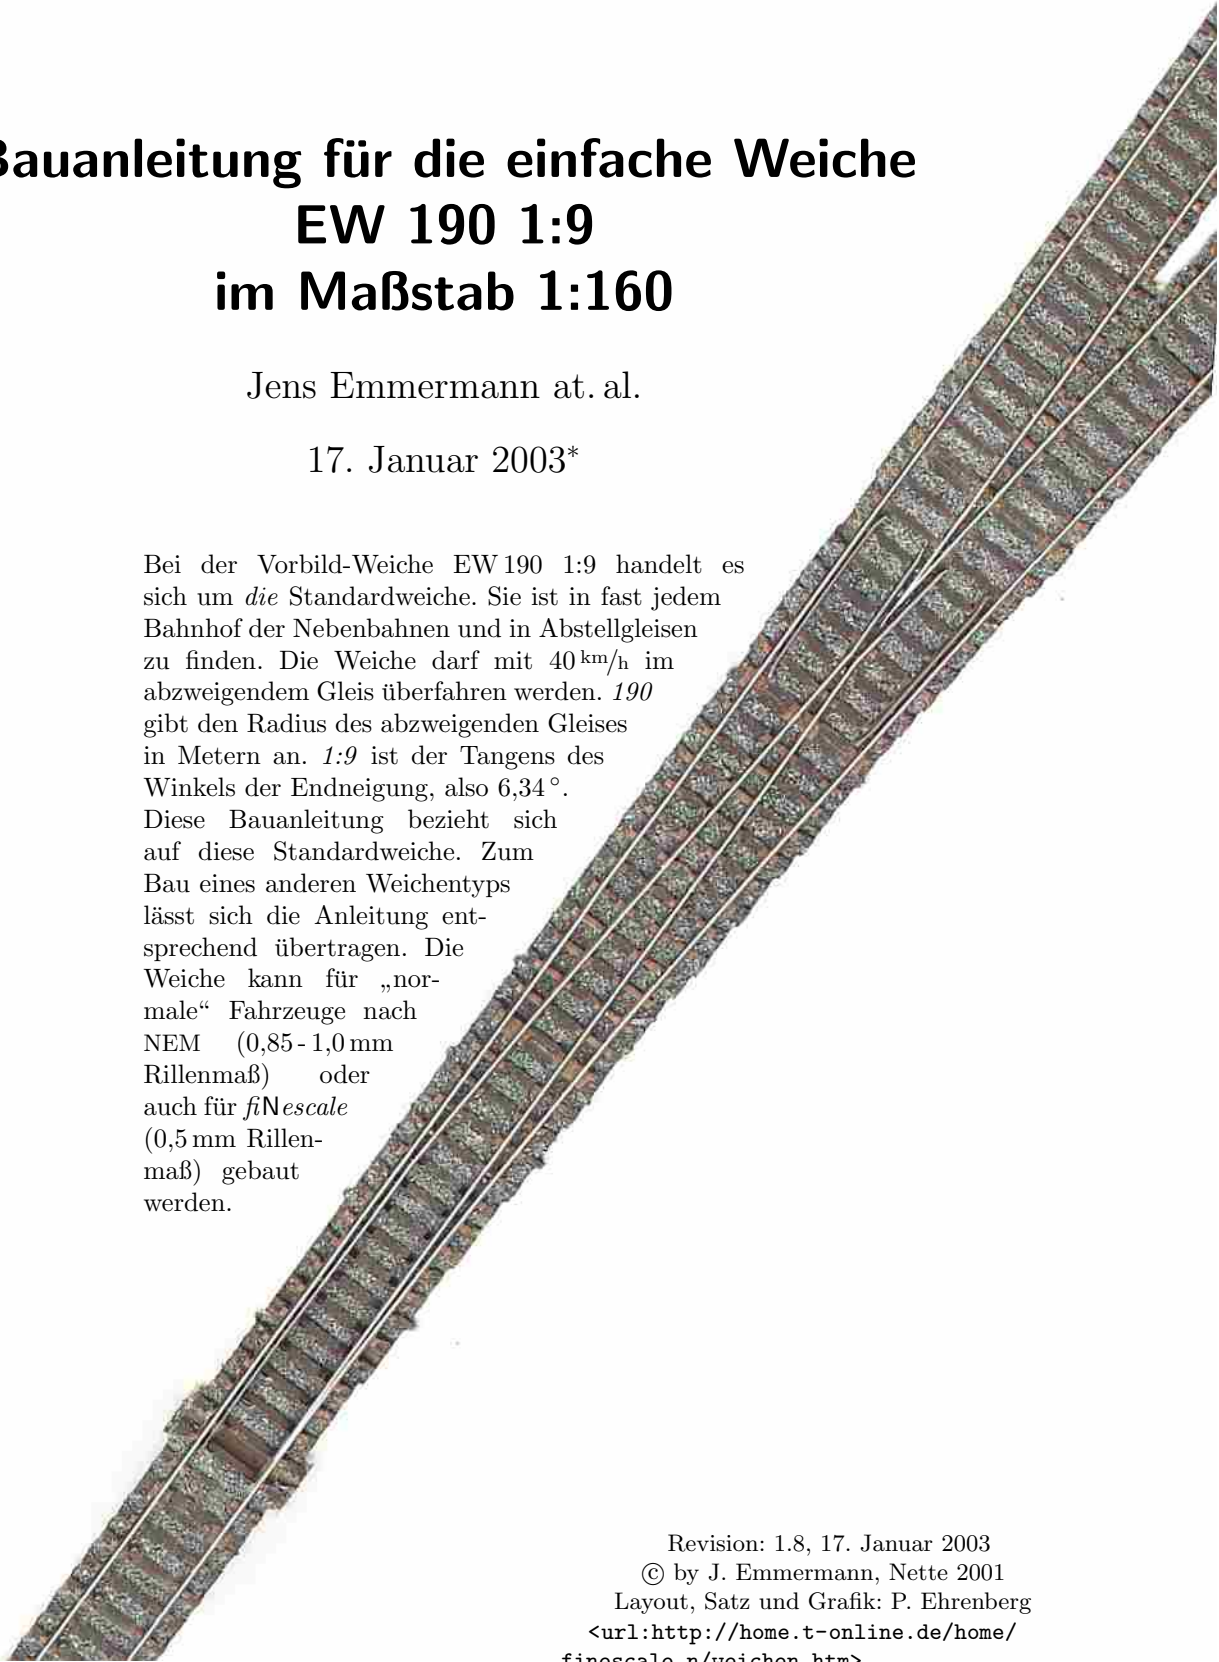 Bauanleitung für die einfache Weiche
EW 190 1:9
im Maßstab 1:160
Jens Emmermann at. al.
17. Januar 2003*
Bei der Vorbild-Weiche EW 190 1:9 handelt es
sich um die Standardweiche. Sie ist in fast jedem
Bahnhof der Nebenbahnen und in Abstellgleisen
zu finden. Die Weiche darf mit 40 km/h im
abzweigendem Gleis überfahren werden. 190
gibt den Radius des abzweigenden Gleises
in Metern an. 1:9 ist der Tangens des
Winkels der Endneigung, also 6,34 °.
Diese Bauanleitung bezieht sich
auf diese Standardweiche. Zum
Bau eines anderen Weichentyps
lässt sich die Anleitung ent-
sprechend übertragen. Die
Weiche kann für „nor-
male“ Fahrzeuge nach
NEM (0,85 - 1,0 mm
Rillenmaß) oder
auch für fiNescale
(0,5 mm Rillen-
maß) gebaut
werden.
Revision: 1.8, 17. Januar 2003
© by J. Emmermann, Nette 2001
Layout, Satz und Grafik: P. Ehrenberg
<url:http://home.t-online.de/home/
finescale.n/weichen.htm>